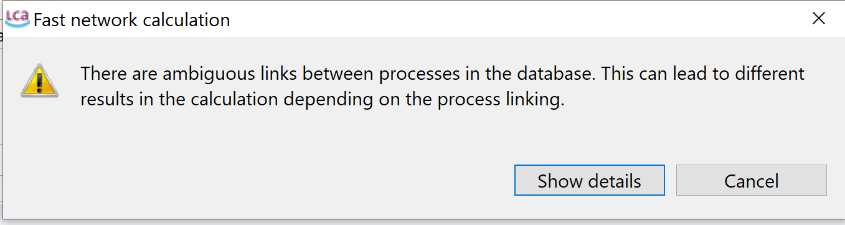 LCA Fast network calculation
There are ambiguous links between processes in the database. This can lead to different
results in the calculation depending on the process linking.
Show details
Cancel